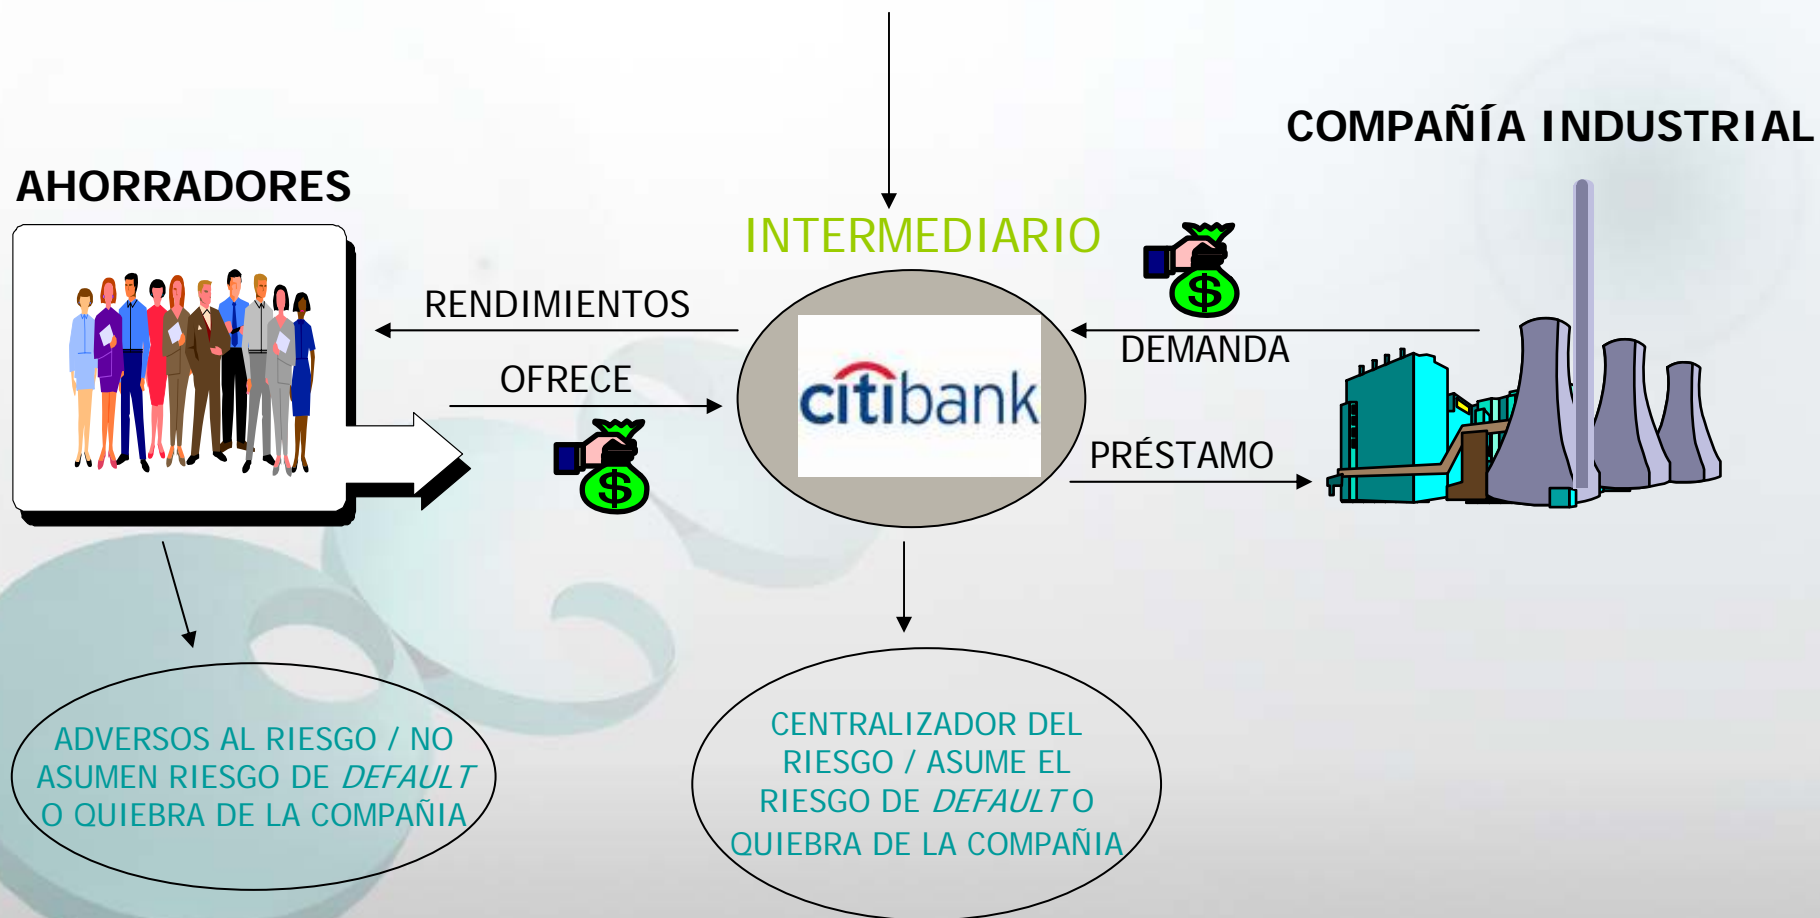 COMPAÑÍA INDUSTRIAL
AHORRADORES
INTERMEDIARIO
$
RENDIMIENTOS
DEMANDA
OFRECE
citibank
PRÉSTAMO
$
ADVERSOS AL RIESGO / NO
ASUMEN RIESGO DE DEFAULT
O QUIEBRA DE LA COMPAÑIA
CENTRALIZADOR DEL
RIESGO / ASUME EL
RIESGO DE DEFAULT O
QUIEBRA DE LA COMPAÑIA